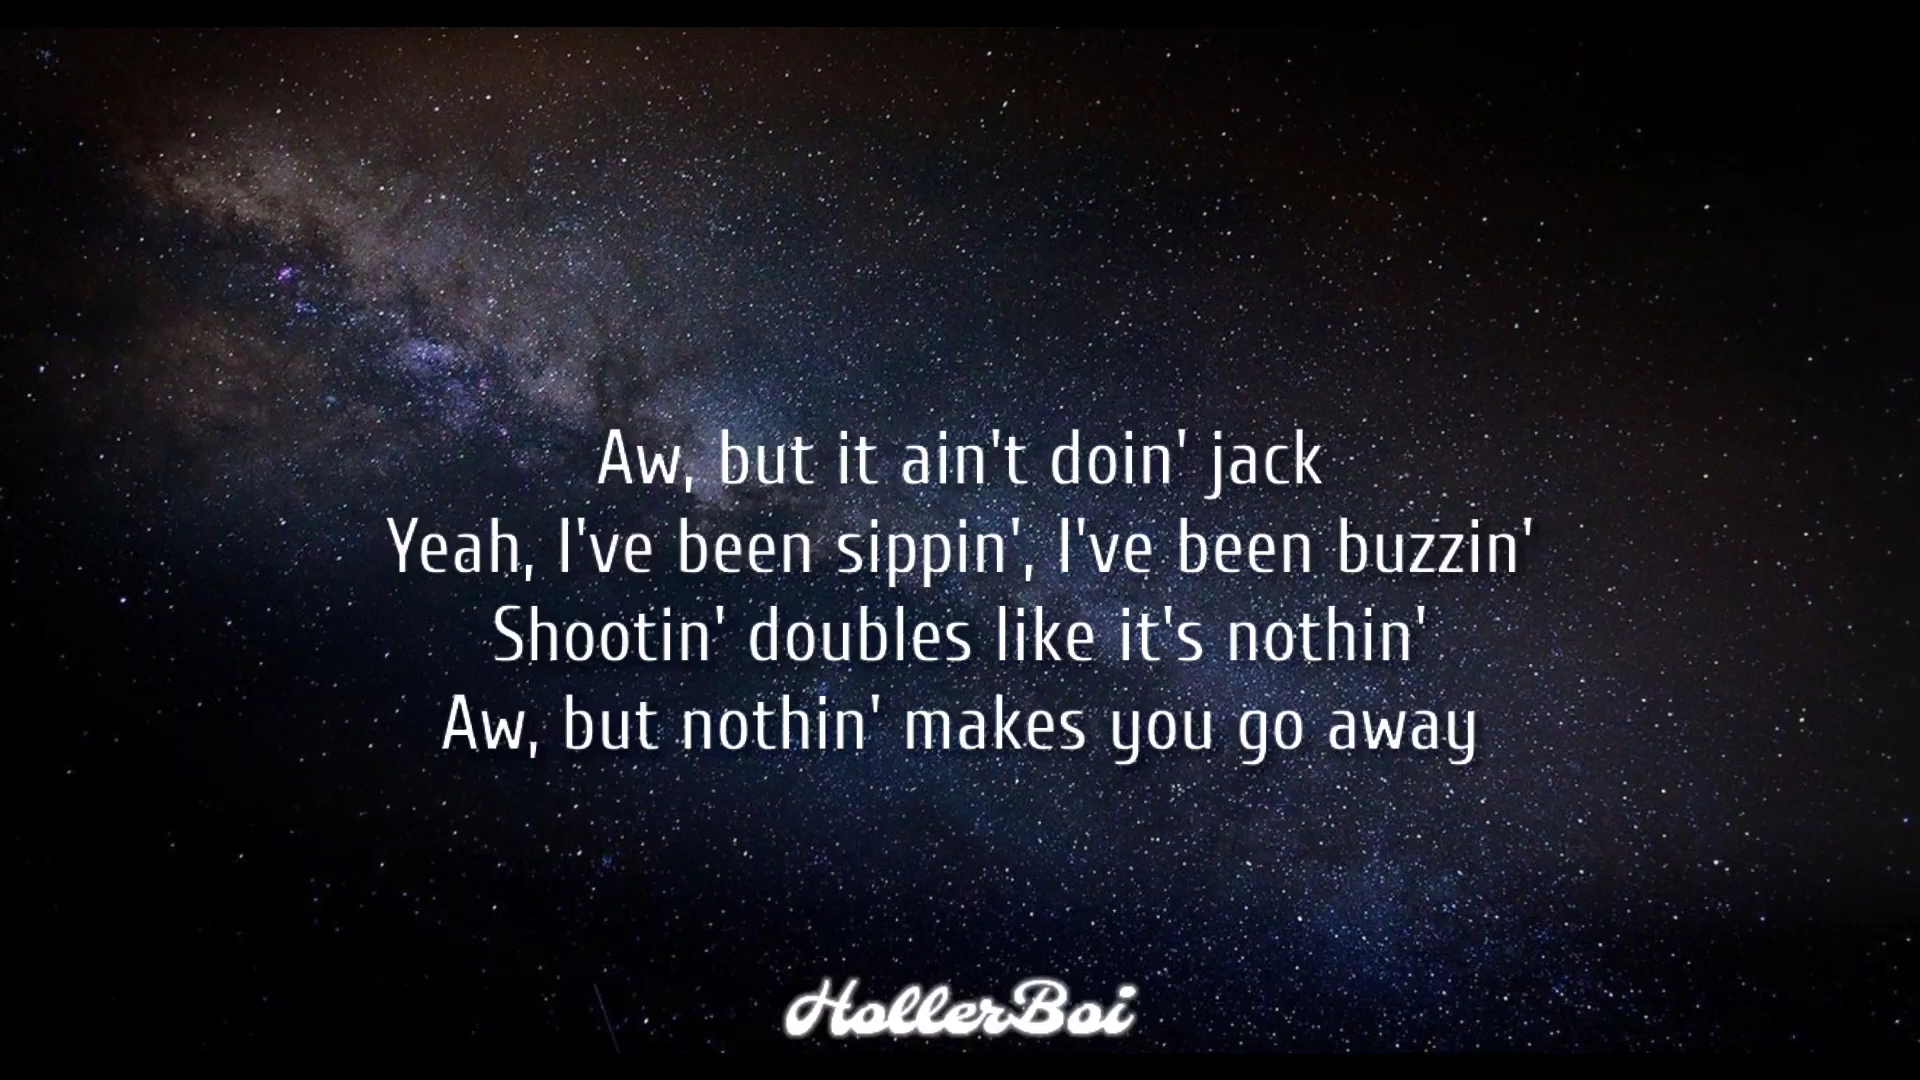 Aw, but it ain't doin' jack
Yeah, I've been sippin', I've been buzzin'
Shootin' doubles like it's nothin'
Aw, but nothin' makes you go away
HollerBoi